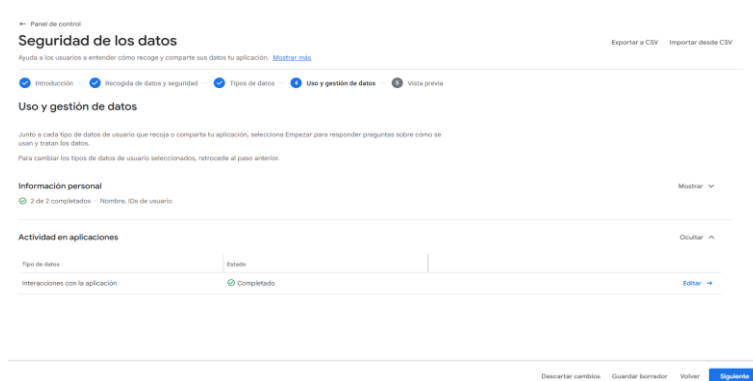 ← Panel de control
Seguridad de los datos
Exportar a CSV Importar desde CSV
Ayuda a los usuarios a entender cómo recoge y comparte sus datos tu aplicación. Mostrar más
Introducción Recogida de datos y seguridad Tipos de datos 4 Uso y gestión de datos 5 Vista previa
Uso y gestión de datos
Junto a cada tipo de datos de usuario que recoja o comparta tu aplicación, selecciona Empezar para responder preguntas sobre cómo se
usan y tratan los datos.
Para cambiar los tipos de datos de usuario seleccionados, retrocede al paso anterior.
Información personal Mostrar
2 de 2 completados - Nombre, IDs de usuario
Actividad en aplicaciones Ocultar
Tipo de datos Estado
Interacciones con la aplicación Completado Editar →
Descartar cambios Guardar borrador Volver Siguiente